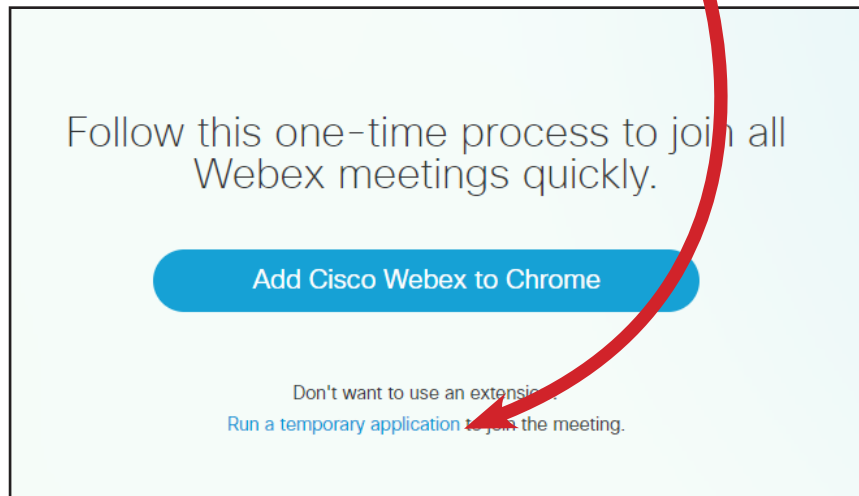 Follow this one-time process to join all
Webex meetings quickly.
Add Cisco Webex to Chrome
Don't want to use an extension?
Run a temporary application to join the meeting.